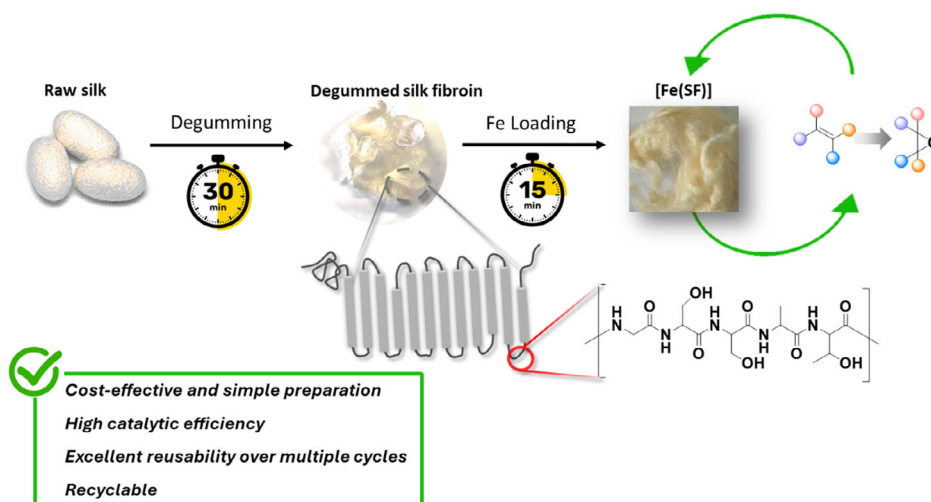 Raw silk
Degumming
30
min
Degummed silk fibroin
Fe Loading
15
min
[Fe(SF)]
O
H
N
O
N
H
OH
O
H
N
OH
O
N
H
O
H
N
O
OH
Cost-effective and simple preparation
High catalytic efficiency
Excellent reusability over multiple cycles
Recyclable